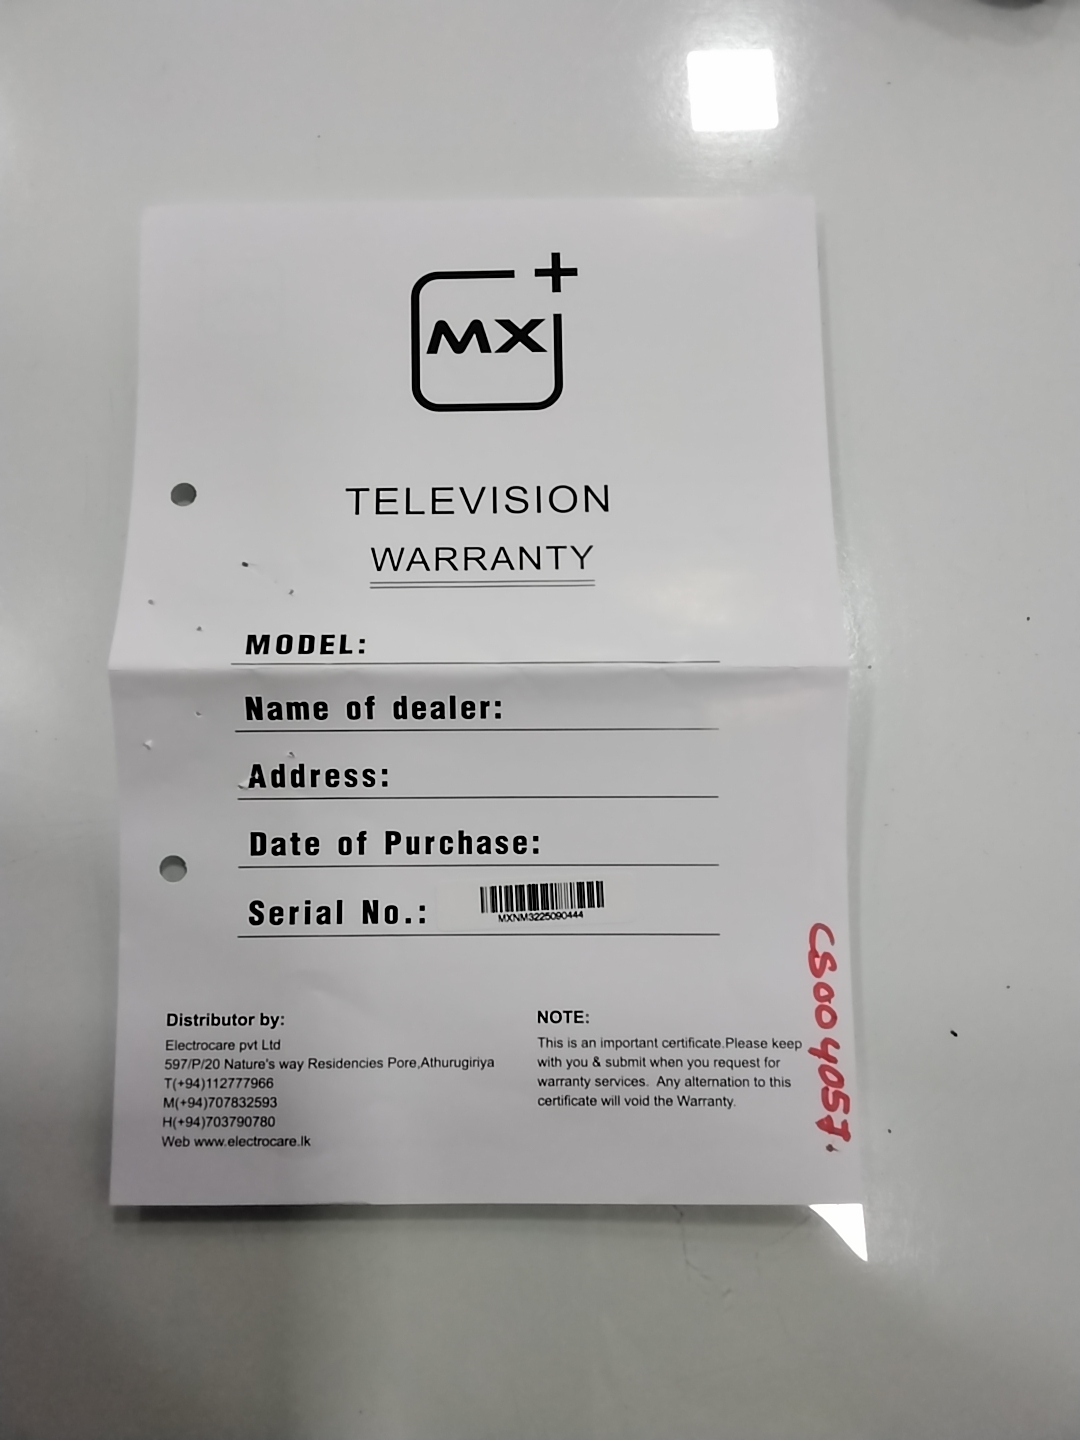 MX+
TELEVISION
WARRANTY
MODEL:
Name of dealer:
Address:
Date of Purchase:
Serial No.:
MXNM3225090444
Distributor by:
Electrocare pvt Ltd
597/P/20 Nature's way Residencies Pore,Athurugiriya
T(+94)112777966
M(+94)707832593
H(+94)703790780
Web www.electrocare.lk
NOTE:
This is an important certificate.Please keep
with you & submit when you request for
warranty services. Any alternation to this
certificate will void the Warranty.
CS004057.